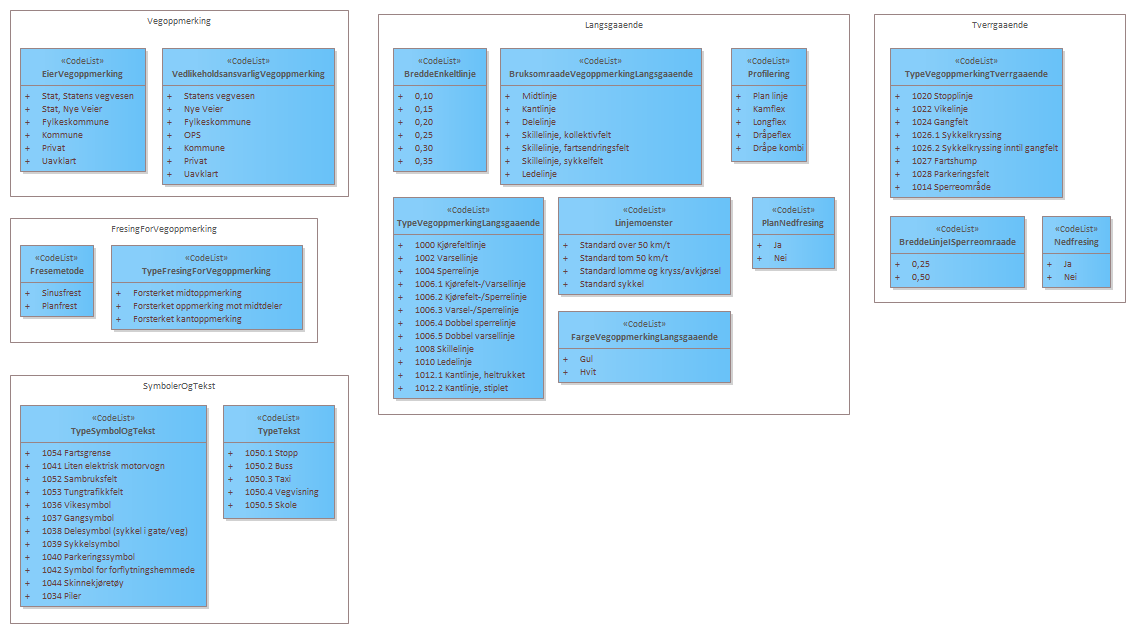 Vegoppmerking
«CodeList»
EierVegoppmerking
+ Stat, Statens vegvesen
+ Stat, Nye Veier
+ Fylkeskommune
+ Kommune
+ Privat
+ Uavklart
«CodeList»
VedlikeholdsansvarligVegoppmerking
+ Statens vegvesen
+ Nye Veier
+ Fylkeskommune
+ OPS
+ Kommune
+ Privat
+ Uavklart
FresingForVegoppmerking
«CodeList»
Fresemetode
+ Sinusfrest
+ Planfrest
«CodeList»
TypeFresingForVegoppmerking
+ Forsterket midtoppmerking
+ Forsterket oppmerking mot midtdeler
+ Forsterket kantoppmerking
SymbolerOgTekst
«CodeList»
TypeSymbolOgTekst
+ 1054 Fartsgrense
+ 1041 Liten elektrisk motorvogn
+ 1052 Sambruksfelt
+ 1053 Tungtrafikkfelt
+ 1036 Vikesymbol
+ 1037 Gangsymbol
+ 1038 Delesymbol (sykkel i gate/veg)
+ 1039 Sykkelsymbol
+ 1040 Parkeringssymbol
+ 1042 Symbol for forflytningshemmede
+ 1044 Skinnekjøretøy
+ 1034 Piler
«CodeList»
TypeTekst
+ 1050.1 Stopp
+ 1050.2 Buss
+ 1050.3 Taxi
+ 1050.4 Vegvisning
+ 1050.5 Skole
Langsgaaende
«CodeList»
BreddeEnkeltlinje
+ 0,10
+ 0,15
+ 0,20
+ 0,25
+ 0,30
+ 0,35
«CodeList»
BruksomraadeVegoppmerkingLangsgaaende
+ Midtlinje
+ Kantlinje
+ Delelinje
+ Skillelinje, kollektivfelt
+ Skillelinje, fartsendringsfelt
+ Skillelinje, sykkelfelt
+ Ledelinje
«CodeList»
Profilering
+ Plan linje
+ Kamflex
+ Longflex
+ Dråpeflex
+ Dråpe kombi
«CodeList»
TypeVegoppmerkingLangsgaaende
+ 1000 Kjørefeltlinje
+ 1002 Varsellinje
+ 1004 Sperrelinje
+ 1006.1 Kjørefelt-/Varsellinje
+ 1006.2 Kjørefelt-/Sperrelinje
+ 1006.3 Varsel-/Sperrelinje
+ 1006.4 Dobbel sperrelinje
+ 1006.5 Dobbel varsellinje
+ 1008 Skillelinje
+ 1010 Ledelinje
+ 1012.1 Kantlinje, heltrukket
+ 1012.2 Kantlinje, stiplet
«CodeList»
Linjemoenster
+ Standard over 50 km/t
+ Standard tom 50 km/t
+ Standard lomme og kryss/avkjørsel
+ Standard sykkel
«CodeList»
PlanNedfresing
+ Ja
+ Nei
«CodeList»
FargeVegoppmerkingLangsgaaende
+ Gul
+ Hvit
Tverrgaaende
«CodeList»
TypeVegoppmerkingTverrgaaende
+ 1020 Stopplinje
+ 1022 Vikelinje
+ 1024 Gangfelt
+ 1026.1 Sykkelkryssing
+ 1026.2 Sykkelkryssing inntil gangfelt
+ 1027 Fartshump
+ 1028 Parkeringsfelt
+ 1014 Sperreområde
«CodeList»
BreddeLinjeISperreomraade
+ 0,25
+ 0,50
«CodeList»
Nedfresing
+ Ja
+ Nei